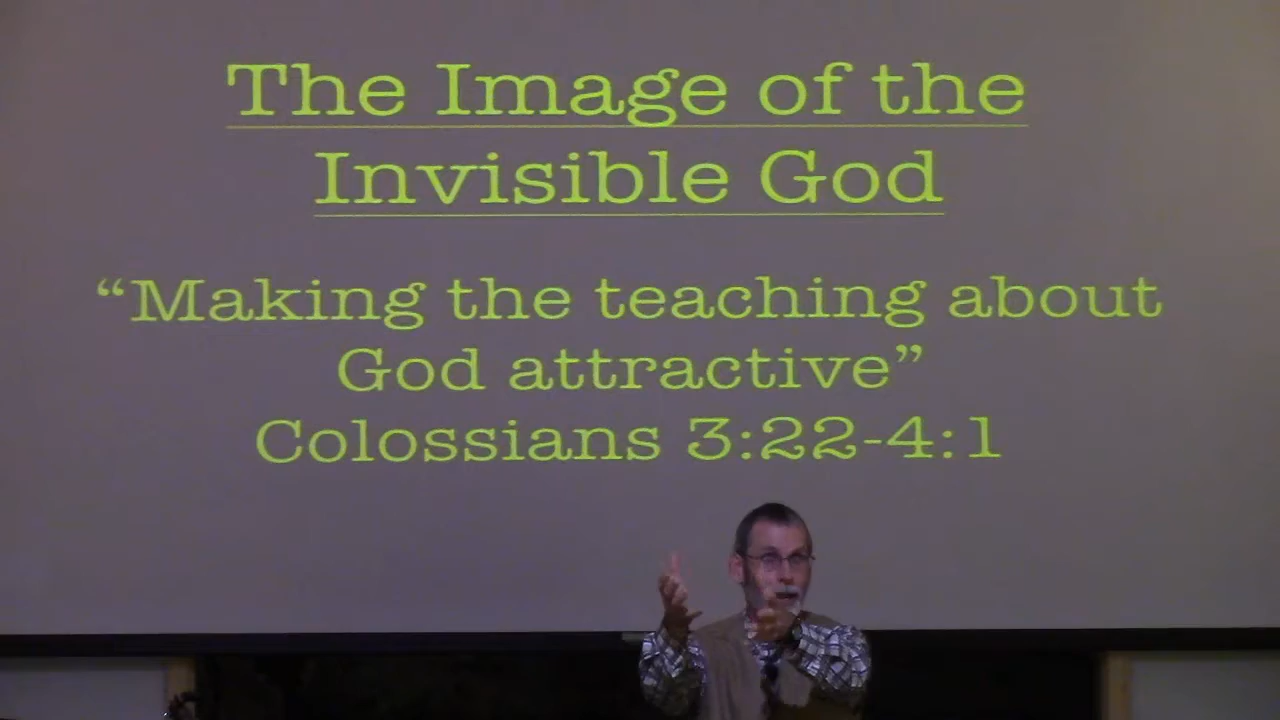 The Image of the
Invisible God
“Making the teaching about
God attractive”
Colossians 3:22-4:1